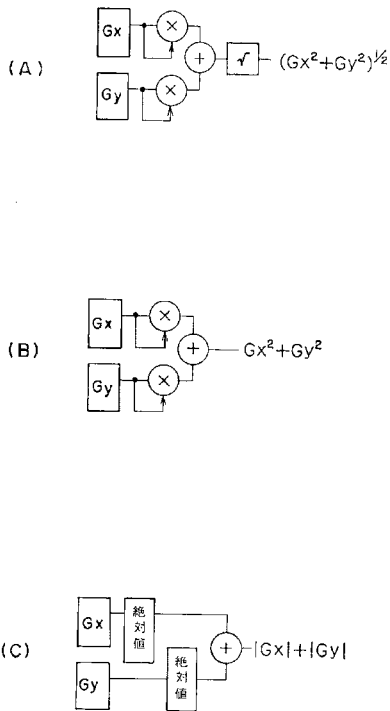 (A)
Gx
×
Gy
×
+
√
(Gx²+Gy²)^½
(B)
Gx
×
Gy
×
+
Gx²+Gy²
(C)
Gx
絶対値
Gy
絶対値
+
|Gx|+|Gy|